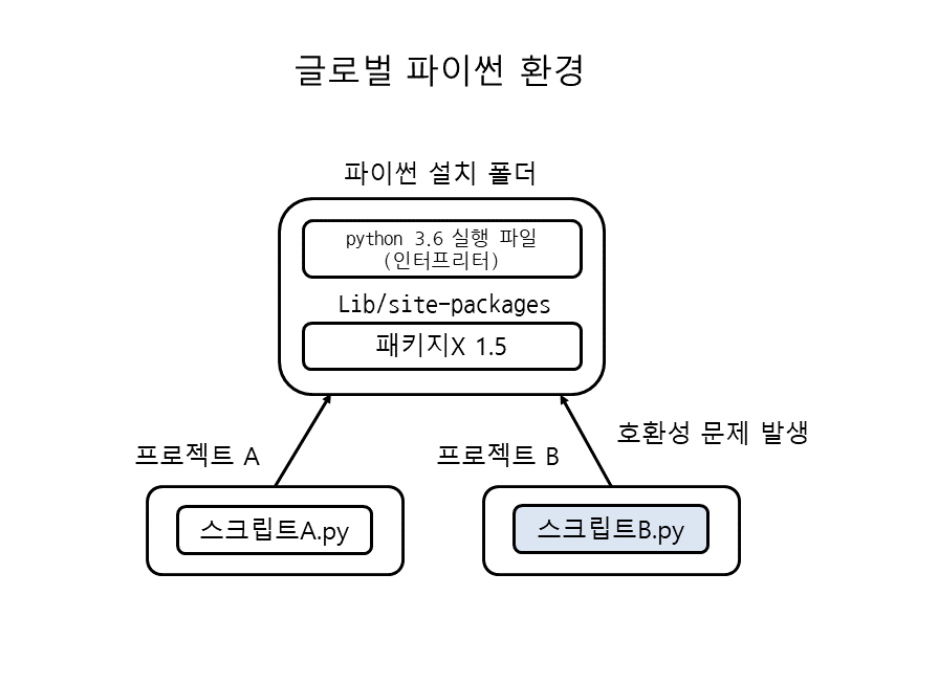 글로벌 파이썬 환경
파이썬 설치 폴더
python 3.6 실행 파일
(인터프리터)
Lib/site-packages
패키지X 1.5
호환성 문제 발생
프로젝트 A
프로젝트 B
스크립트A.py
스크립트B.py